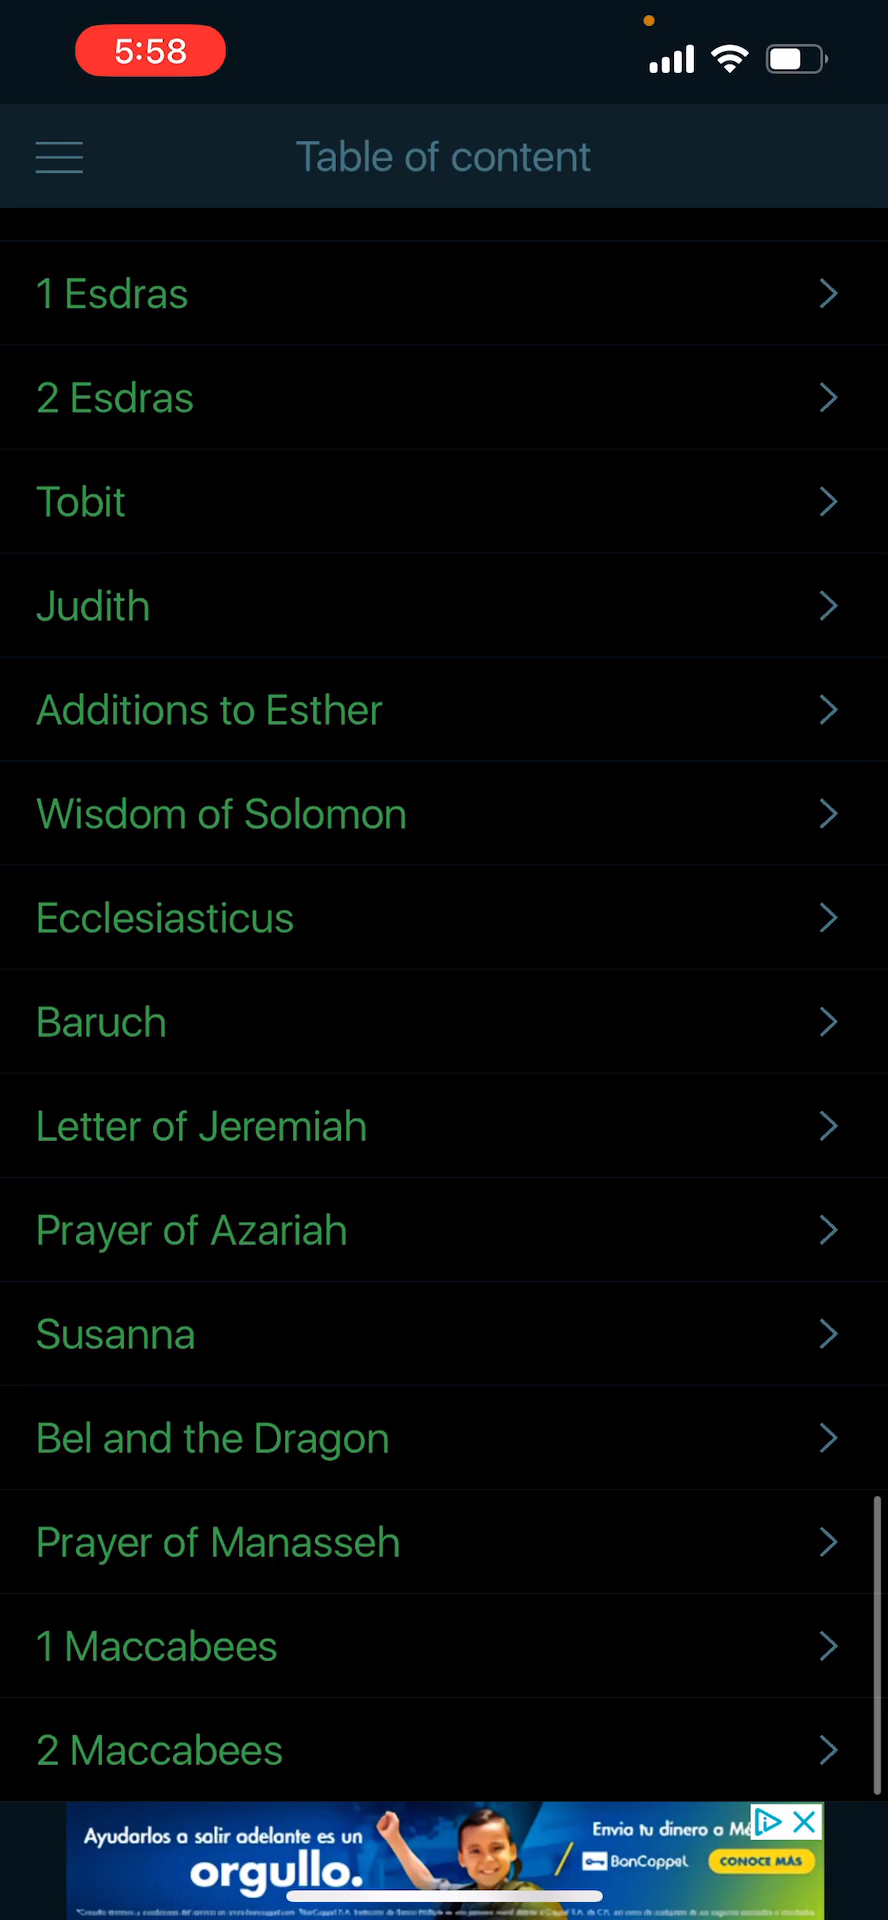 5:58
Table of content
1 Esdras
2 Esdras
Tobit
Judith
Additions to Esther
Wisdom of Solomon
Ecclesiasticus
Baruch
Letter of Jeremiah
Prayer of Azariah
Susanna
Bel and the Dragon
Prayer of Manasseh
1 Maccabees
2 Maccabees
Ayudarlos a salir adelante es un
orgullo.
Envia tu dinero a Mé
BanCoppel
CONOCE MÁS